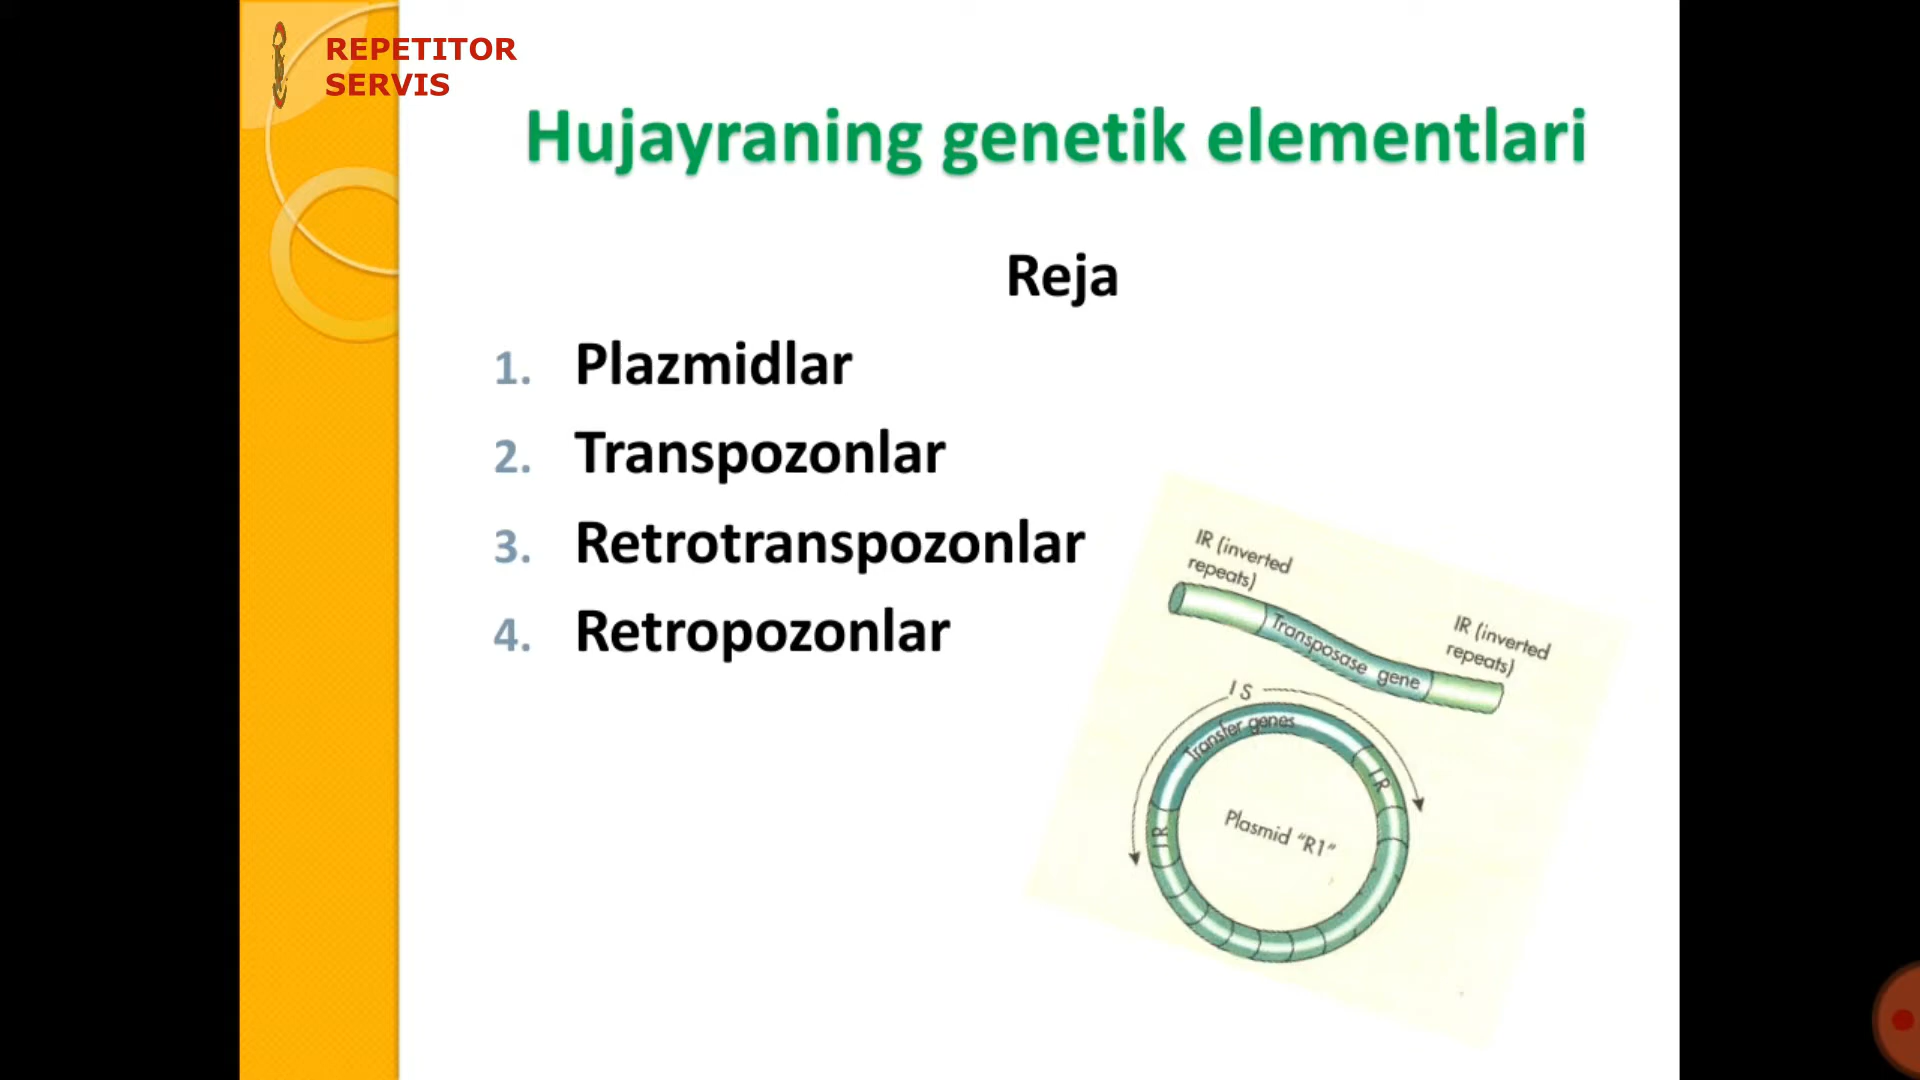 REPETITOR
SERVIS
Hujayraning genetik elementlari
Reja
1. Plazmidlar
2. Transpozonlar
3. Retrotranspozonlar
4. Retropozonlar
IR (inverted
repeats)
Transposase gene
IR (inverted
repeats)
IS
Transfer genes
IR
IR
Plasmid "R1"